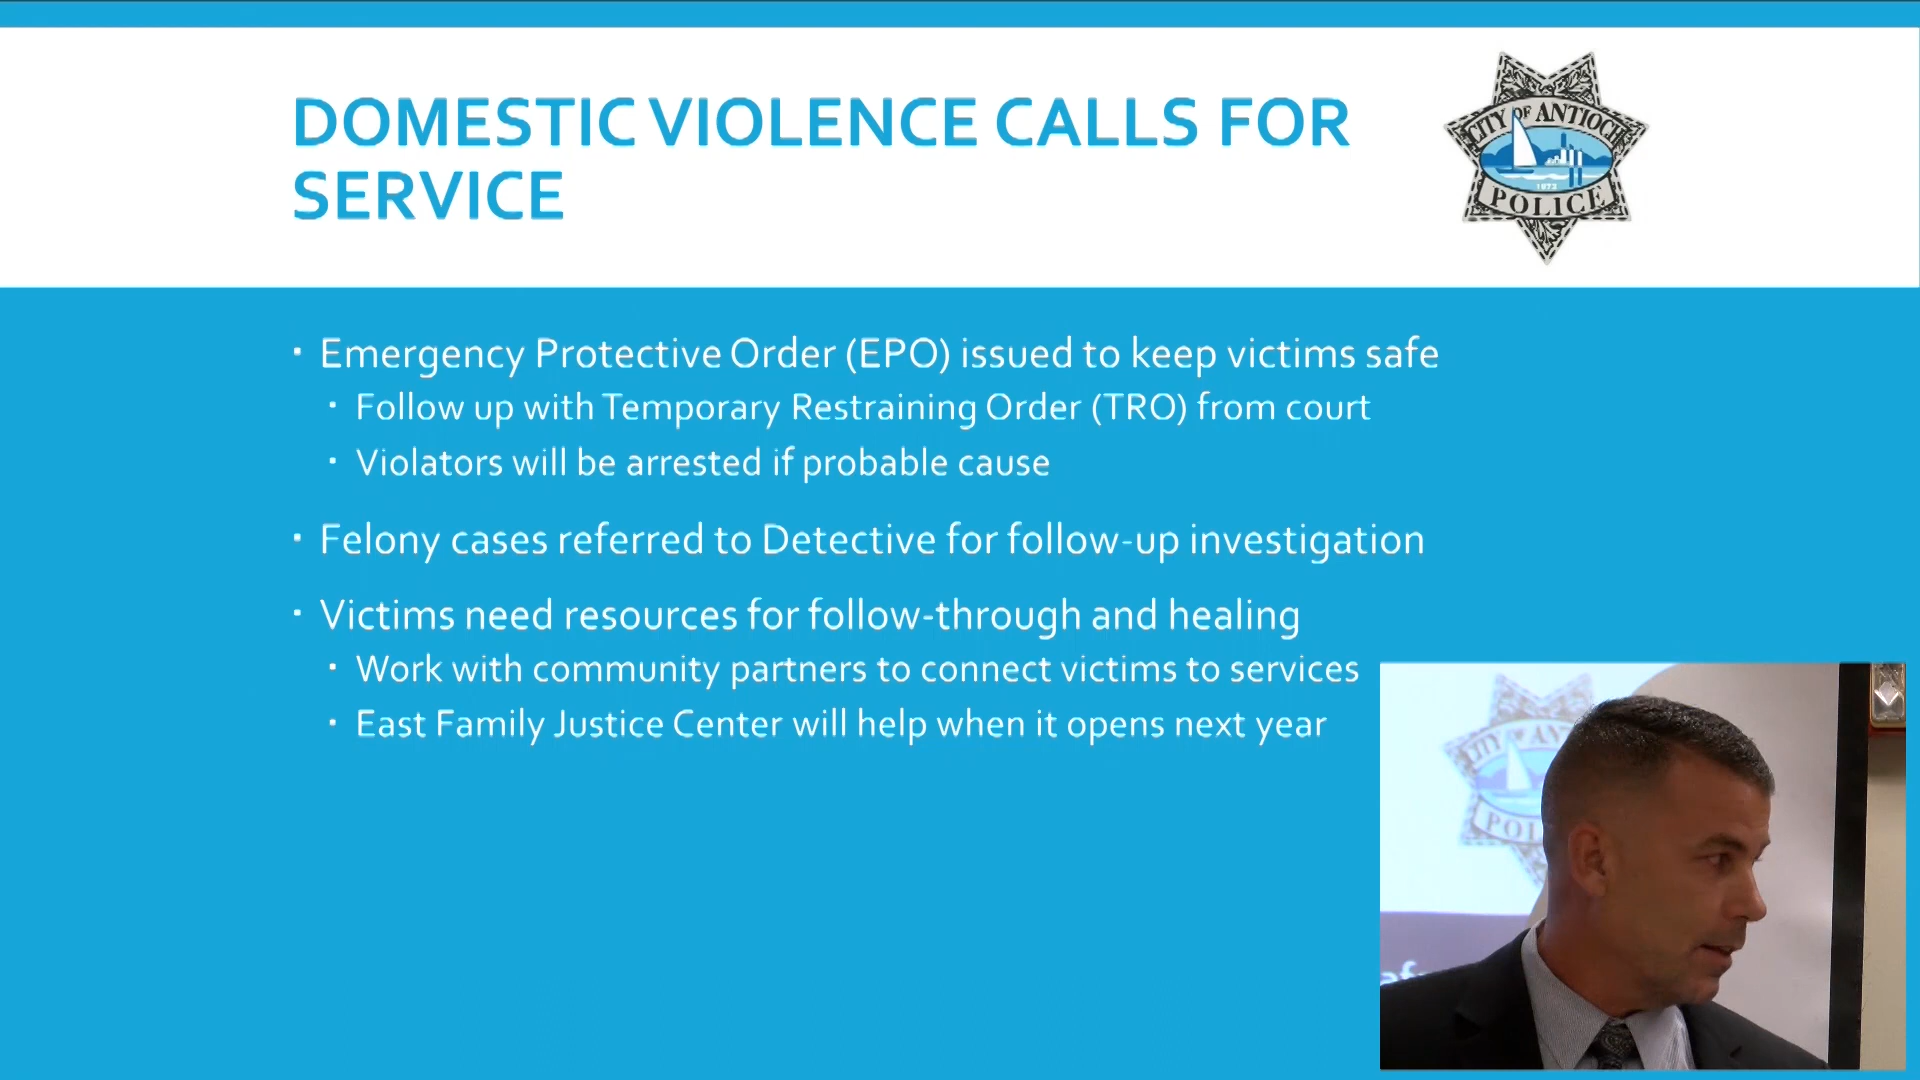 DOMESTIC VIOLENCE CALLS FOR
SERVICE
CITY OF ANTIOCH
1872
POLICE
Emergency Protective Order (EPO) issued to keep victims safe
Follow up with Temporary Restraining Order (TRO) from court
Violators will be arrested if probable cause
Felony cases referred to Detective for follow-up investigation
Victims need resources for follow-through and healing
Work with community partners to connect victims to services
East Family Justice Center will help when it opens next year